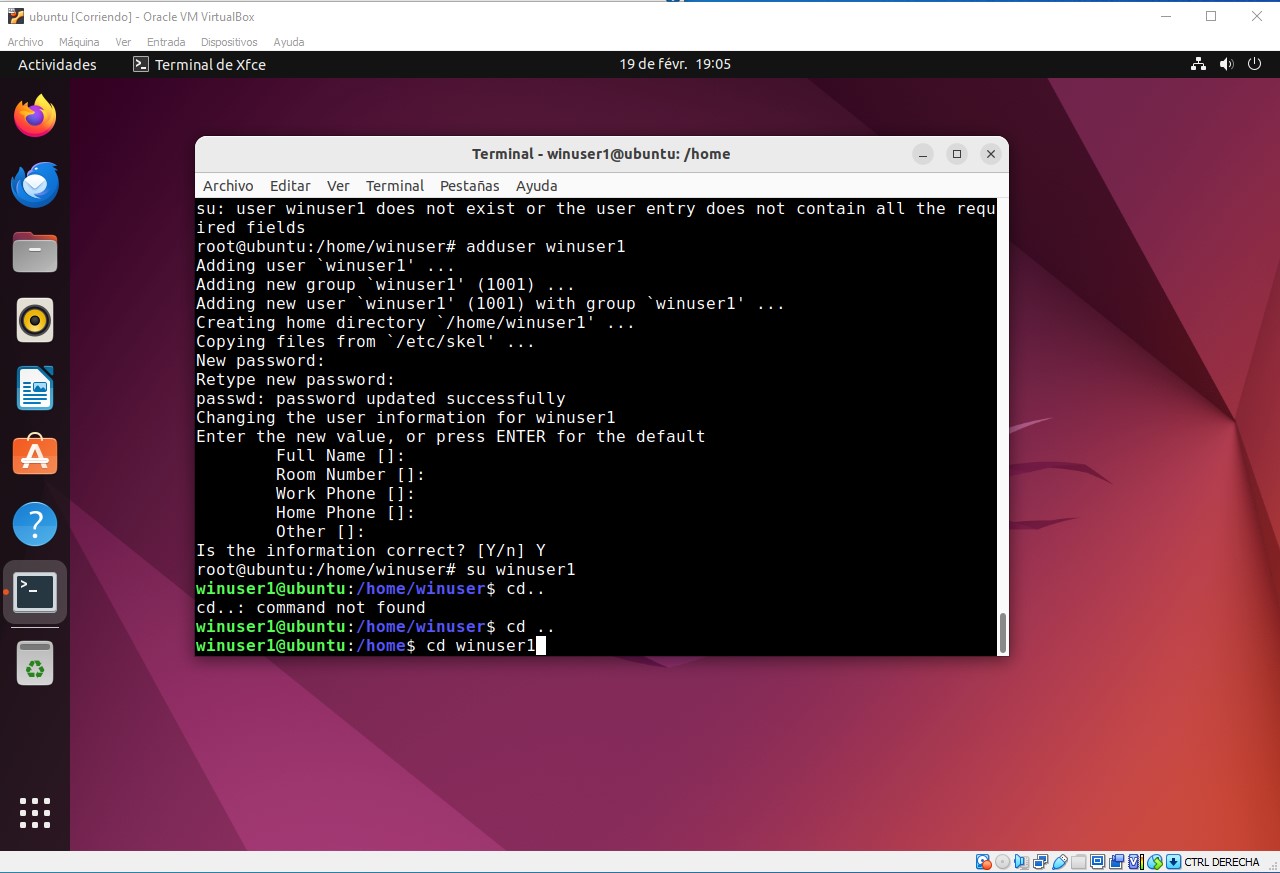 ubuntu [Corriendo] - Oracle VM VirtualBox
Archivo Máquina Ver Entrada Dispositivos Ayuda
Actividades Terminal de Xfce 19 de févr. 19:05
Terminal - winuser1@ubuntu: /home
Archivo Editar Ver Terminal Pestañas Ayuda
su: user winuser1 does not exist or the user entry does not contain all the requ
ired fields
root@ubuntu:/home/winuser# adduser winuser1
Adding user `winuser1' ...
Adding new group `winuser1' (1001) ...
Adding new user `winuser1' (1001) with group `winuser1' ...
Creating home directory `/home/winuser1' ...
Copying files from `/etc/skel' ...
New password:
Retype new password:
passwd: password updated successfully
Changing the user information for winuser1
Enter the new value, or press ENTER for the default
Full Name []:
Room Number []:
Work Phone []:
Home Phone []:
Other []:
Is the information correct? [Y/n] Y
root@ubuntu:/home/winuser# su winuser1
winuser1@ubuntu:/home/winuser$ cd..
cd..: command not found
winuser1@ubuntu:/home/winuser$ cd ..
winuser1@ubuntu:/home$ cd winuser1
CTRL DERECHA